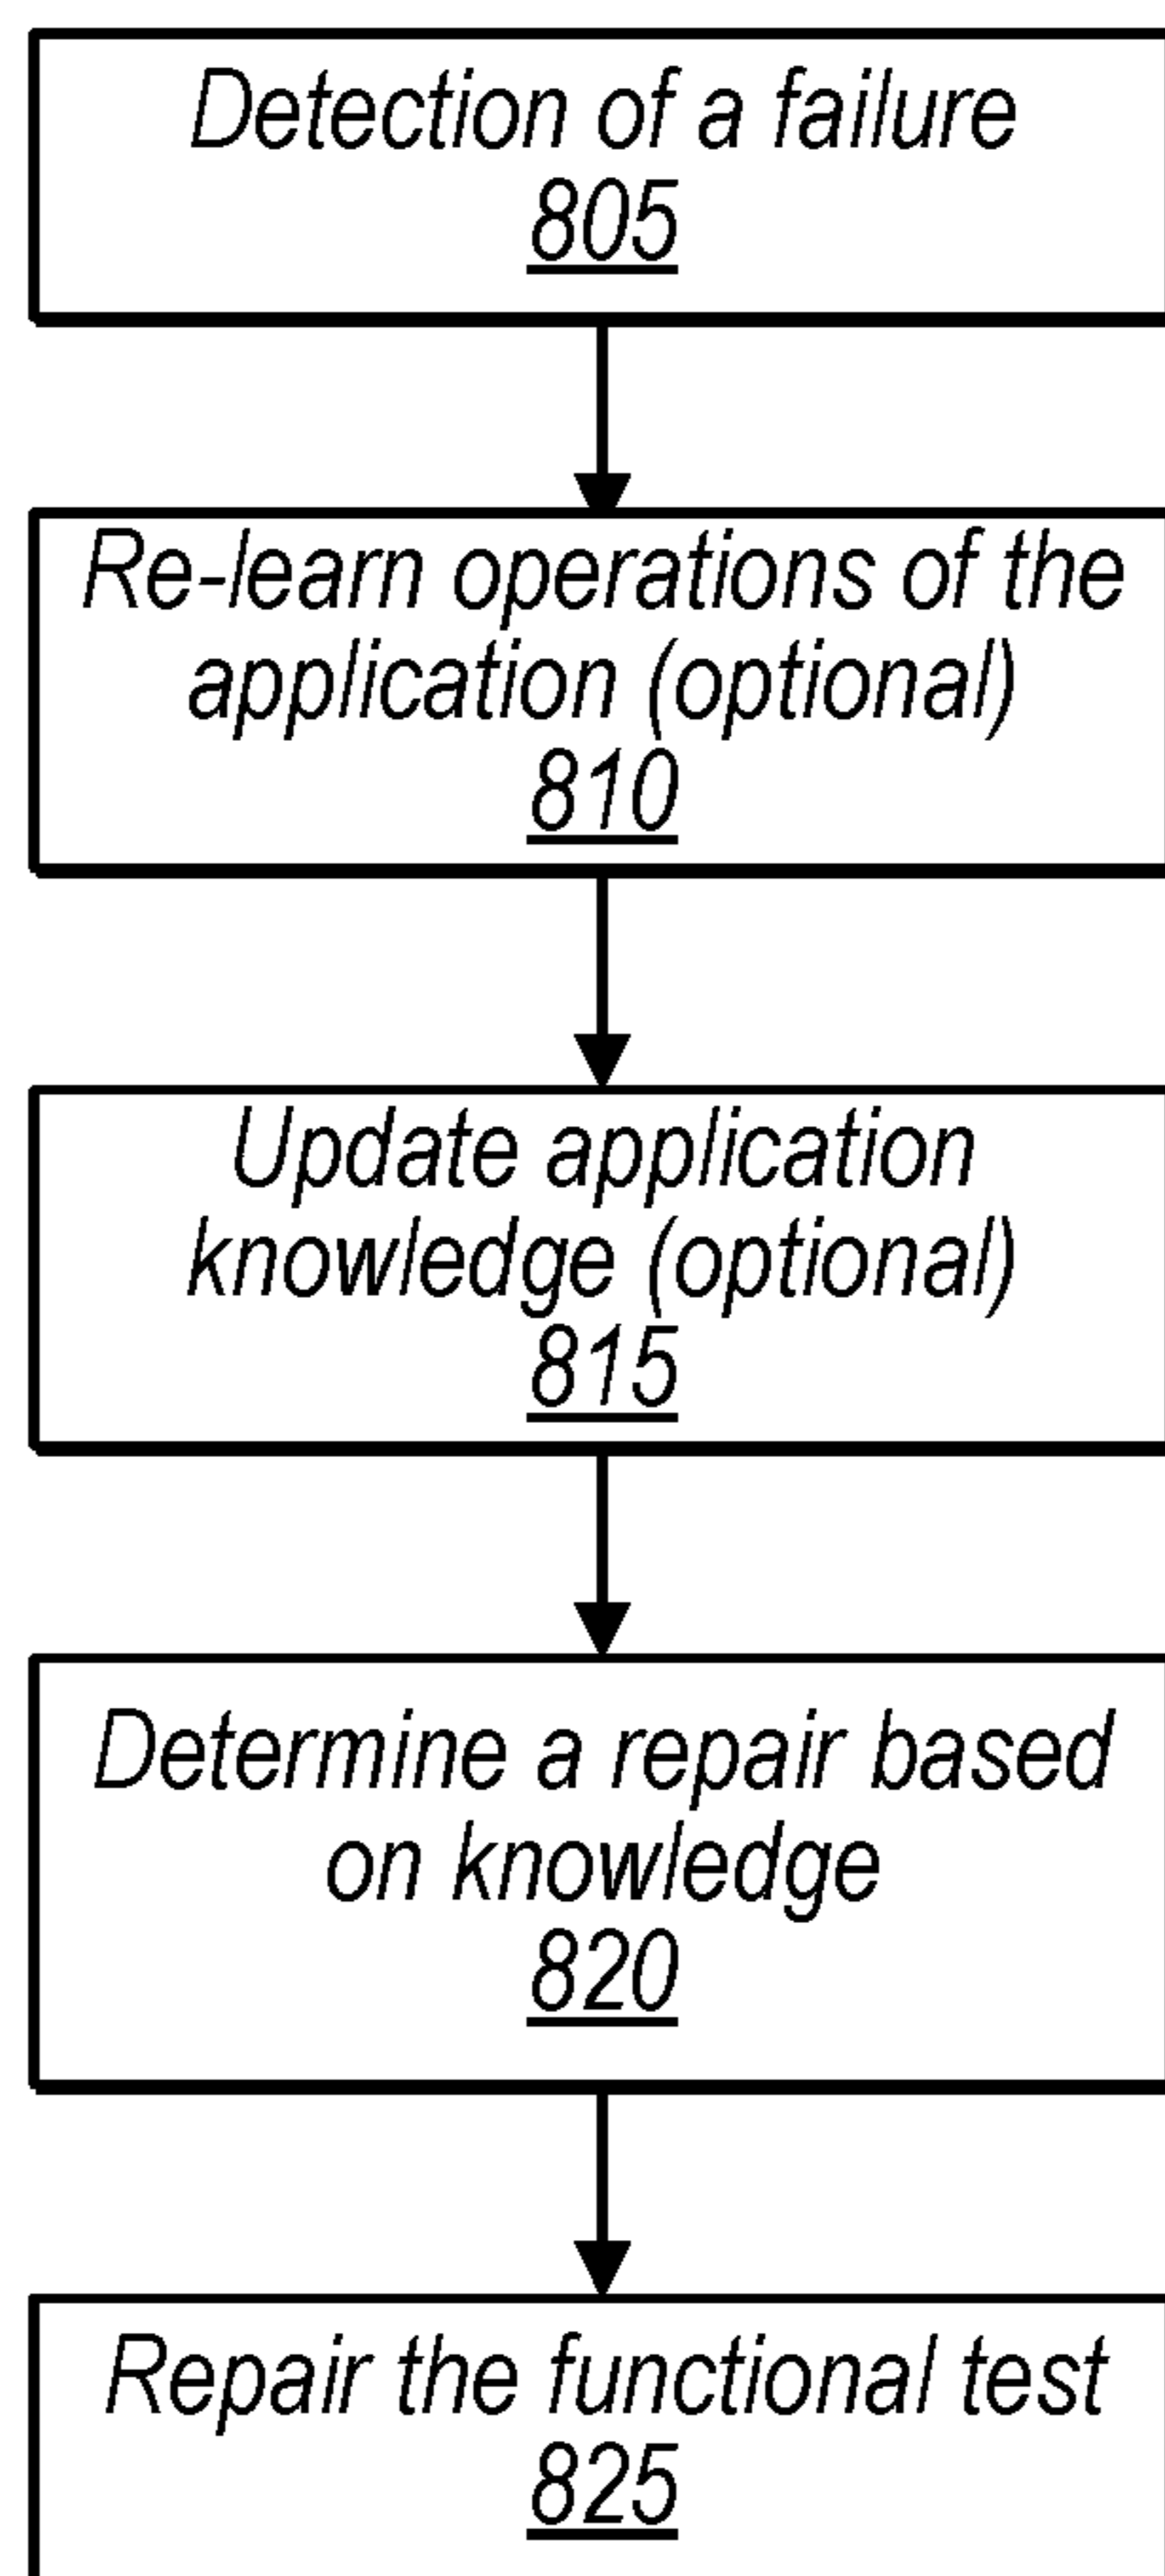 Detection of a failure
805
Re-learn operations of the
application (optional)
810
Update application
knowledge (optional)
815
Determine a repair based
on knowledge
820
Repair the functional test
825